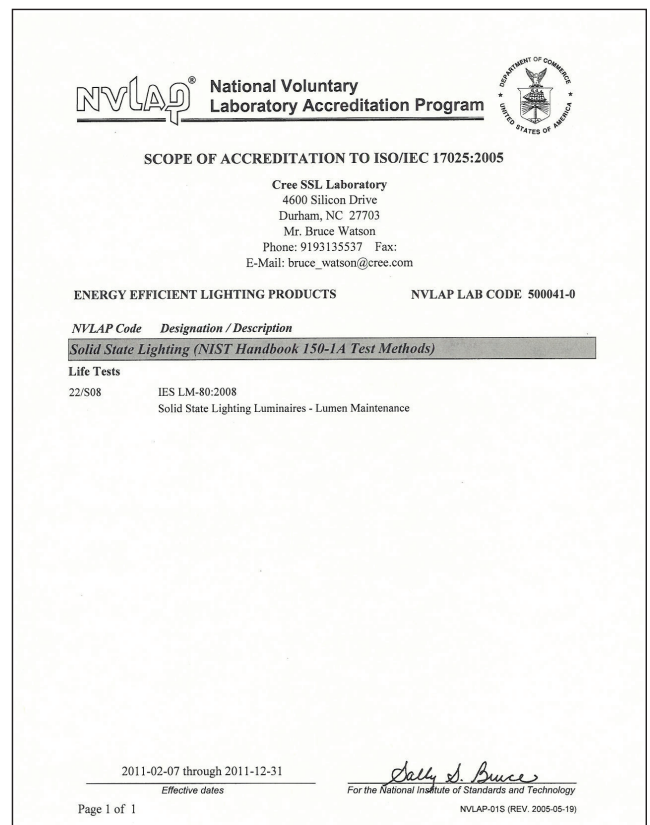 NVLAP® National Voluntary
Laboratory Accreditation Program
DEPARTMENT OF COMMERCE
UNITED STATES OF AMERICA
SCOPE OF ACCREDITATION TO ISO/IEC 17025:2005
Cree SSL Laboratory
4600 Silicon Drive
Durham, NC 27703
Mr. Bruce Watson
Phone: 9193135537 Fax:
E-Mail: bruce_watson@cree.com
ENERGY EFFICIENT LIGHTING PRODUCTS NVLAP LAB CODE 500041-0
NVLAP Code Designation / Description
Solid State Lighting (NIST Handbook 150-1A Test Methods)
Life Tests
22/S08 IES LM-80:2008
Solid State Lighting Luminaires - Lumen Maintenance
2011-02-07 through 2011-12-31 Sally S. Bruce
Effective dates For the National Institute of Standards and Technology
Page 1 of 1 NVLAP-01S (REV. 2005-05-19)